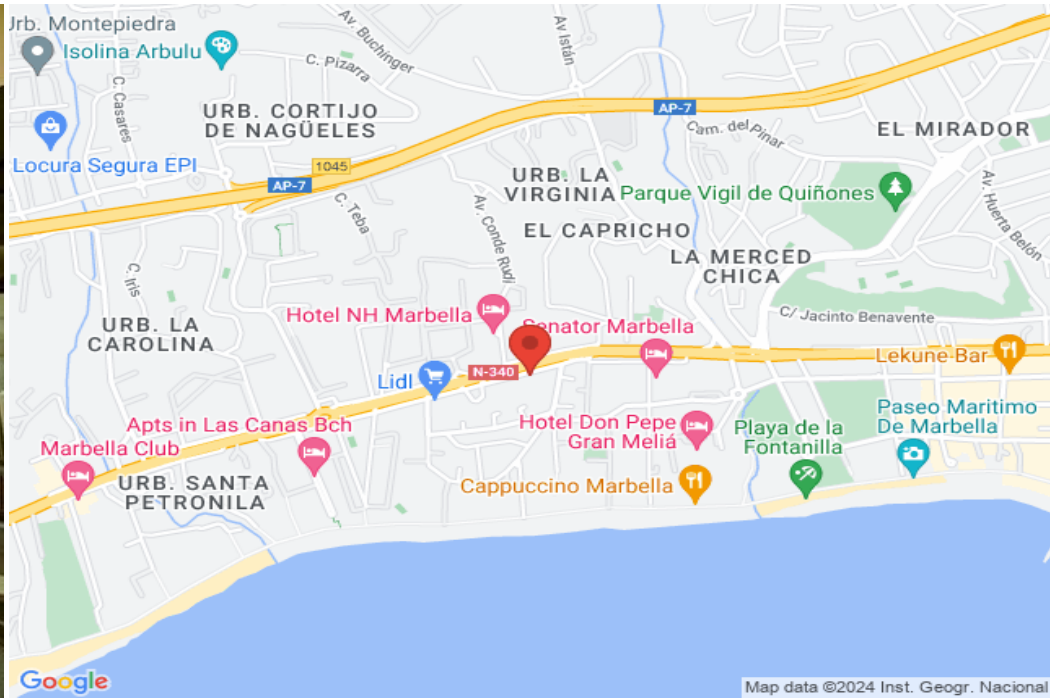 Urb. Montepiedra
Isolina Arbulu
Av. Buchinger
Av Istán
C. Pizarra
C. Casares
URB. CORTIJO
DE NAGÜELES
AP-7
Cam. del Pinar
EL MIRADOR
Locura Segura EPI
1045
AP-7
URB. LA
VIRGINIA
Parque Vigil de Quiñones
Av. Huerta Belón
C. Teba
Av. Conde Rudi
EL CAPRICHO
LA MERCED
CHICA
C. Iris
Hotel NH Marbella
C/ Jacinto Benavente
URB. LA
CAROLINA
Senator Marbella
Lekune Bar
N-340
Lidl
Apts in Las Canas Bch
Hotel Don Pepe
Gran Meliá
Playa de la
Fontanilla
Paseo Maritimo
De Marbella
Marbella Club
URB. SANTA
PETRONILA
Cappuccino Marbella
Google
Map data ©2024 Inst. Geogr. Nacional